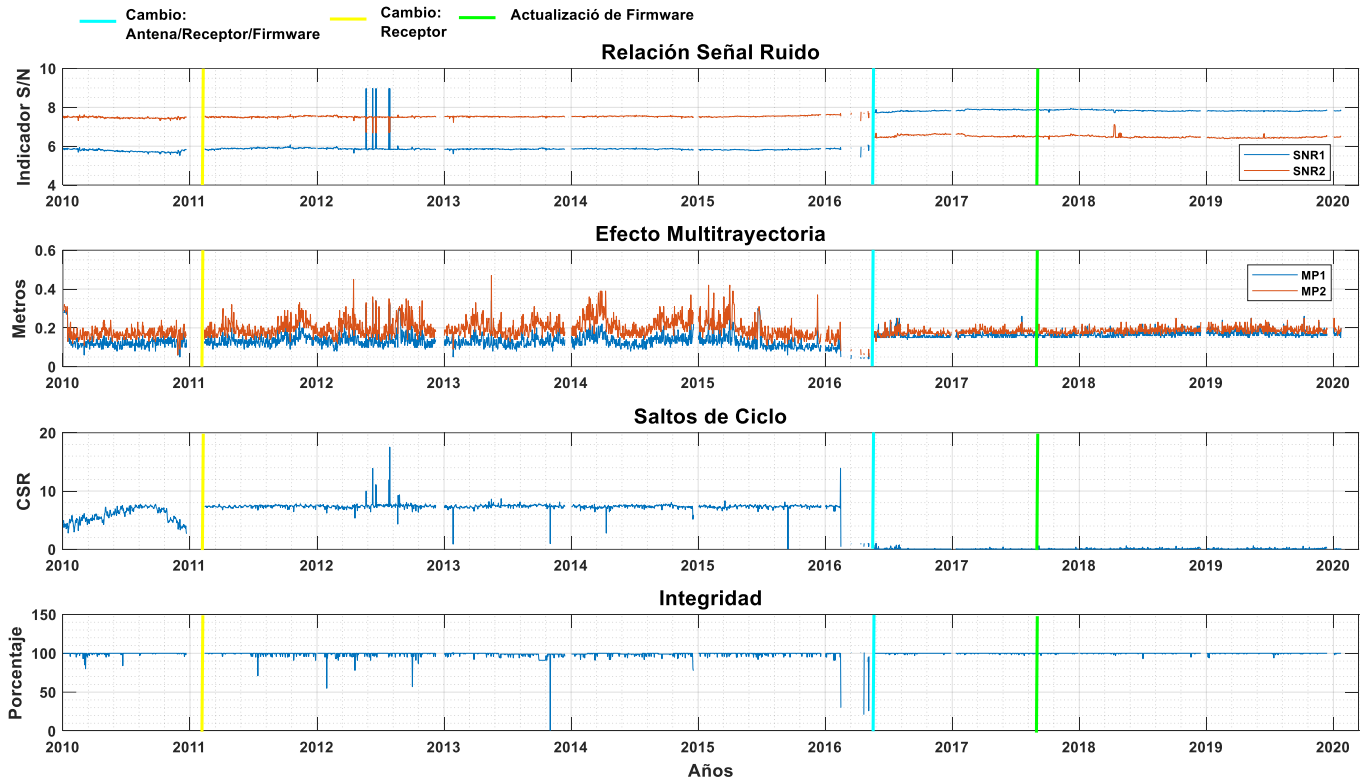 Cambio:
Antena/Receptor/Firmware
Cambio:
Receptor
Actualizació de Firmware
Relación Señal Ruido
Indicador S/N
10
8
6
4
SNR1
SNR2
2010 2011 2012 2013 2014 2015 2016 2017 2018 2019 2020
Efecto Multitrayectoria
Metros
0.6
0.4
0.2
0
MP1
MP2
2010 2011 2012 2013 2014 2015 2016 2017 2018 2019 2020
Saltos de Ciclo
CSR
20
10
0
2010 2011 2012 2013 2014 2015 2016 2017 2018 2019 2020
Integridad
Porcentaje
150
100
50
0
2010 2011 2012 2013 2014 2015 2016 2017 2018 2019 2020
Años